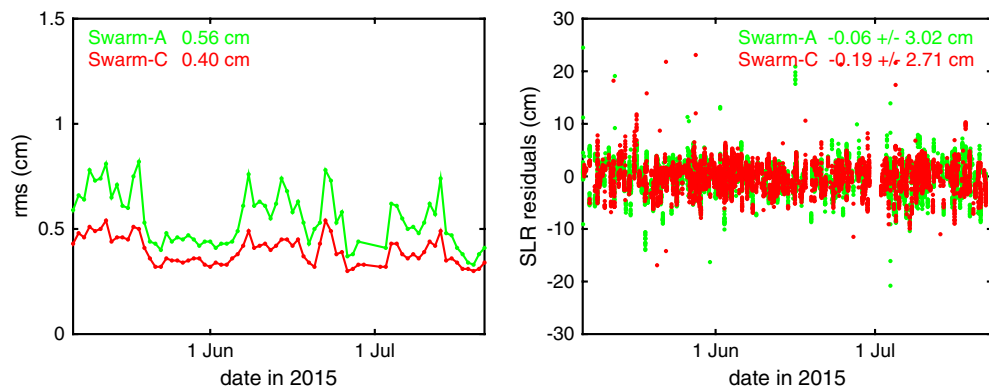 1.5
1
0.5
0
rms (cm)
Swarm-A 0.56 cm
Swarm-C 0.40 cm
1 Jun
1 Jul
date in 2015
30
20
10
0
-10
-20
-30
SLR residuals (cm)
Swarm-A -0.06 +/- 3.02 cm
Swarm-C -0.19 +/- 2.71 cm
1 Jun
1 Jul
date in 2015